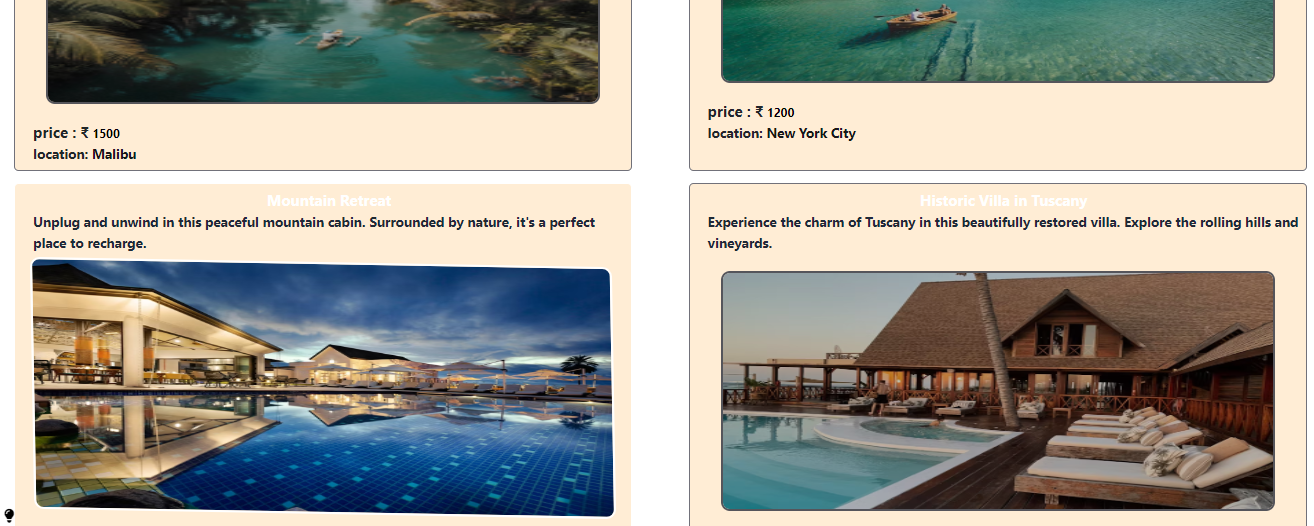 price : ₹ 1500
location: Malibu
price : ₹ 1200
location: New York City
Mountain Retreat
Unplug and unwind in this peaceful mountain cabin. Surrounded by nature, it's a perfect
place to recharge.
Historic Villa in Tuscany
Experience the charm of Tuscany in this beautifully restored villa. Explore the rolling hills and
vineyards.